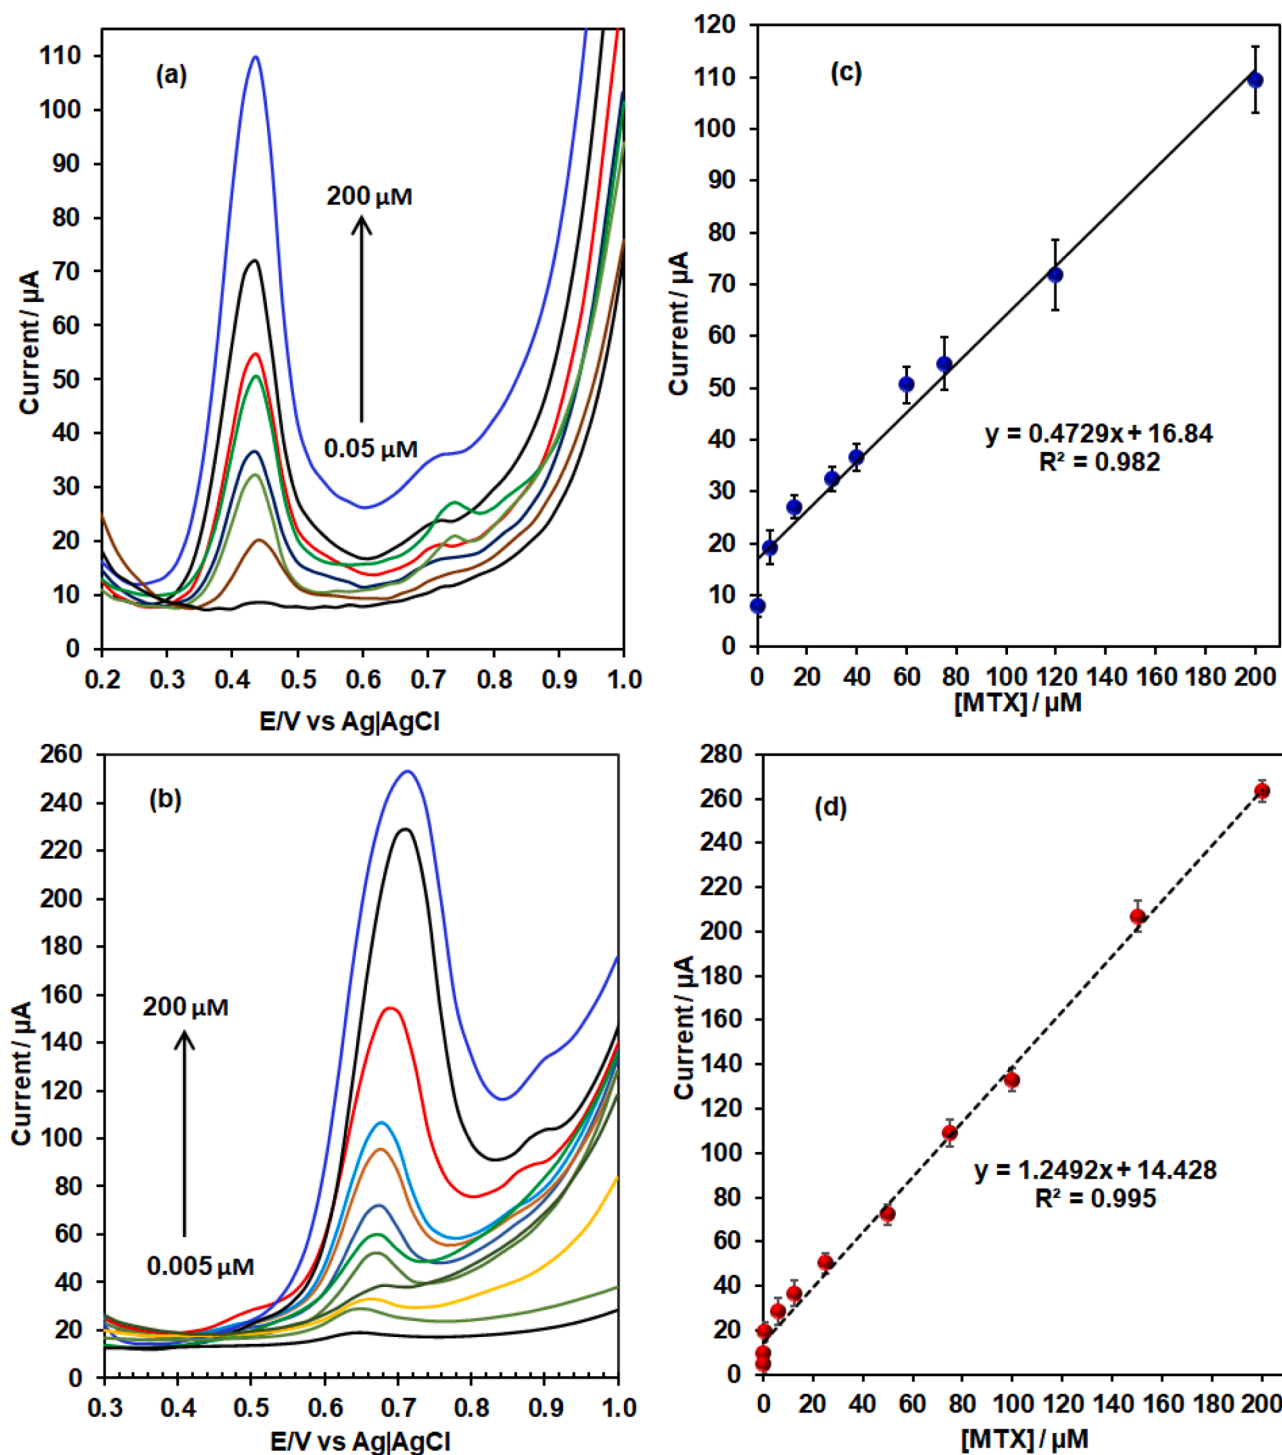 (a)
110
100
90
80
70
60
50
40
30
20
10
0
Current / µA
200 µM
0.05 µM
0.2 0.3 0.4 0.5 0.6 0.7 0.8 0.9 1.0
E/V vs Ag|AgCl
(c)
120
110
100
90
80
70
60
50
40
30
20
10
0
Current / µA
y = 0.4729x + 16.84
R² = 0.982
0 20 40 60 80 100 120 140 160 180 200
[MTX] / µM
(b)
260
240
220
200
180
160
140
120
100
80
60
40
20
0
Current / µA
200 µM
0.005 µM
0.3 0.4 0.5 0.6 0.7 0.8 0.9 1.0
E/V vs Ag|AgCl
(d)
280
260
240
220
200
180
160
140
120
100
80
60
40
20
0
Current / µA
y = 1.2492x + 14.428
R² = 0.995
0 20 40 60 80 100 120 140 160 180 200
[MTX] / µM